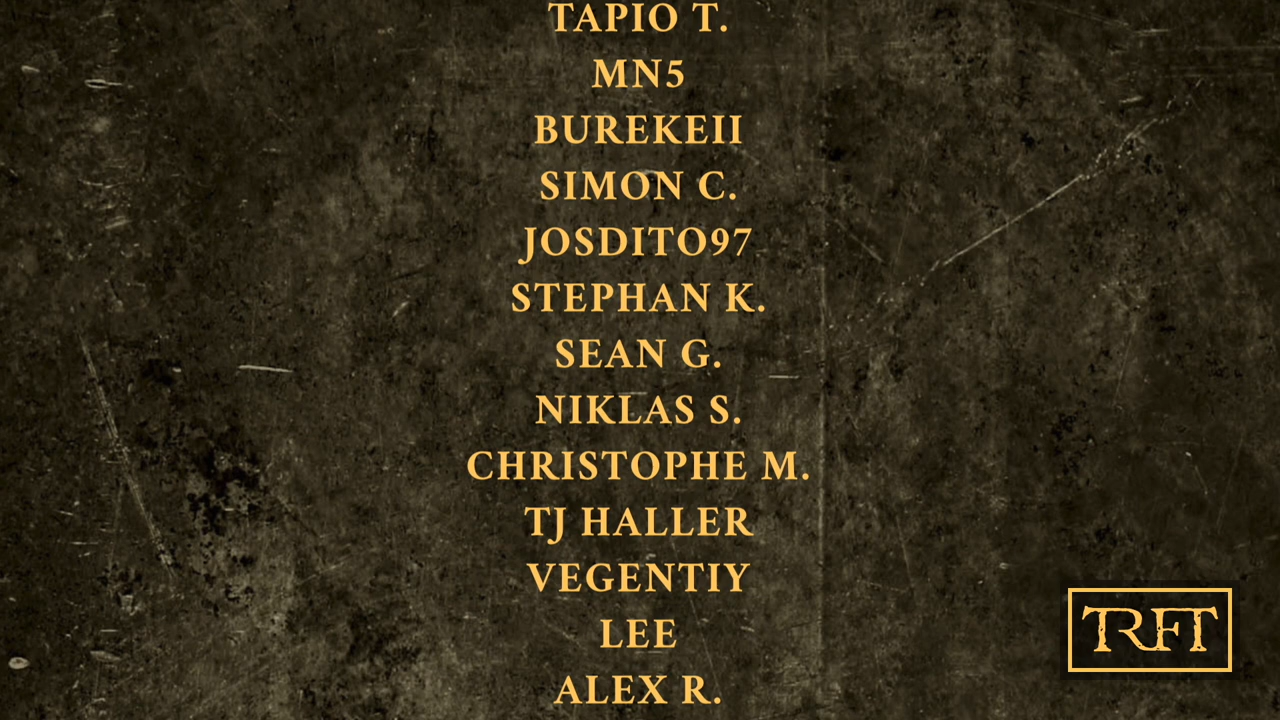 TAPIO T.
MN5
BUREKEII
SIMON C.
JOSDITO97
STEPHAN K.
SEAN G.
NIKLAS S.
CHRISTOPHE M.
TJ HALLER
VEGENTIY
LEE
ALEX R.
TRFT